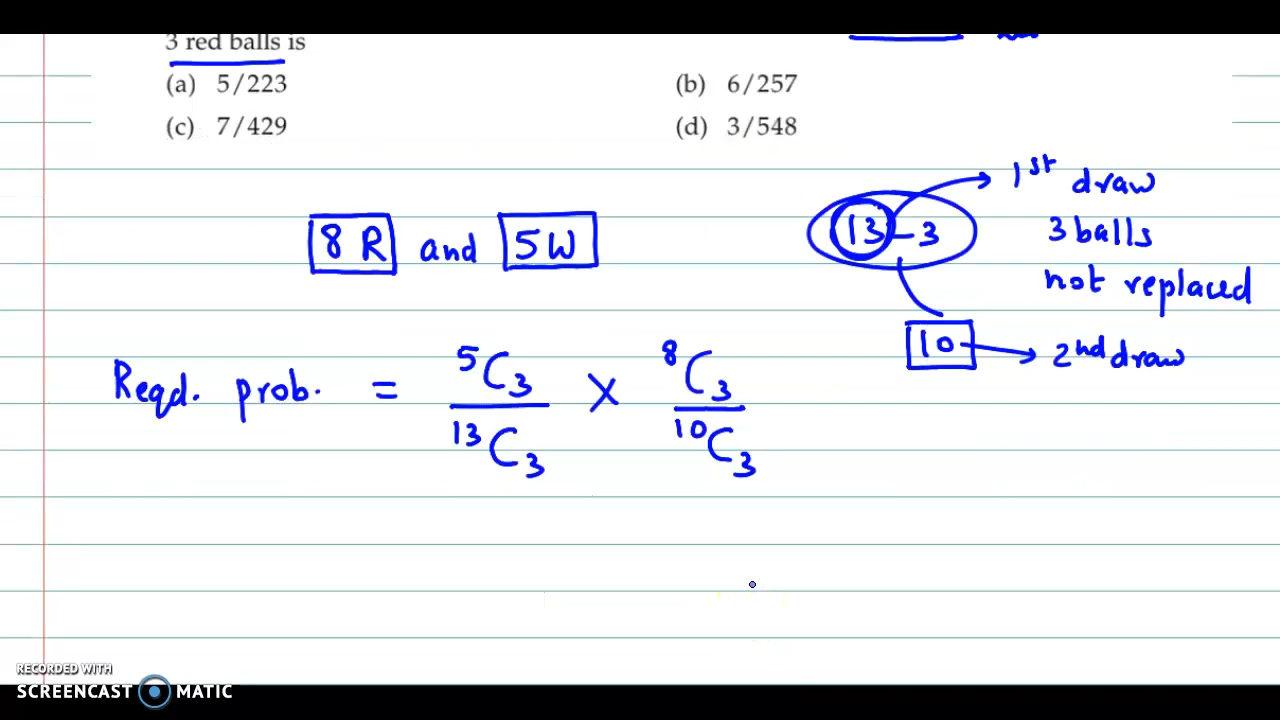 3 red balls is
(a) 5/223 (b) 6/257
(c) 7/429 (d) 3/548
1st draw
8 R and 5W 13 - 3 3 balls
not replaced
10 2nd draw
Reqd. prob. = ⁵C₃ / ¹³C₃ × ⁸C₃ / ¹⁰C₃
RECORDED WITH
SCREENCAST MATIC